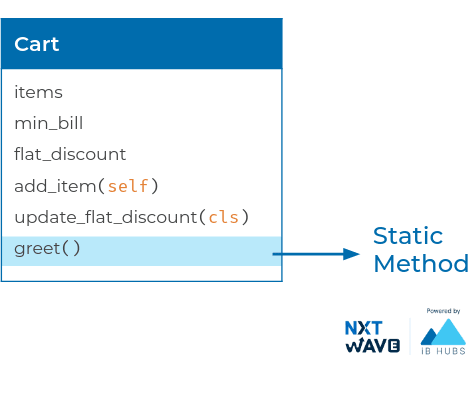 Cart
items
min_bill
flat_discount
add_item(self)
update_flat_discount(cls)
greet()
Static
Method
Powered by
NXT
WAVE
iB HUBS